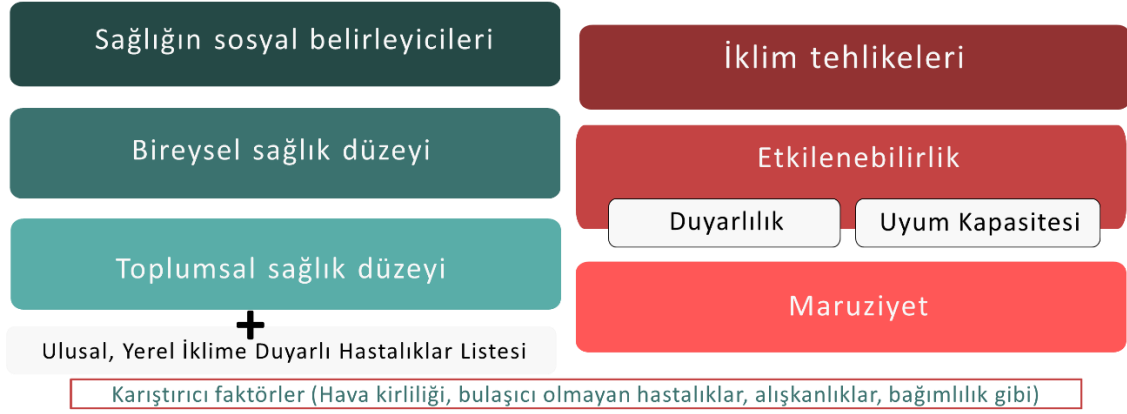 Sağlığın sosyal belirleyicileri
Bireysel sağlık düzeyi
Toplumsal sağlık düzeyi
+
Ulusal, Yerel İklime Duyarlı Hastalıklar Listesi
İklim tehlikeleri
Etkilenebilirlik
Duyarlılık
Uyum Kapasitesi
Maruziyet
Karıştırıcı faktörler (Hava kirliliği, bulaşıcı olmayan hastalıklar, alışkanlıklar, bağımlılık gibi)